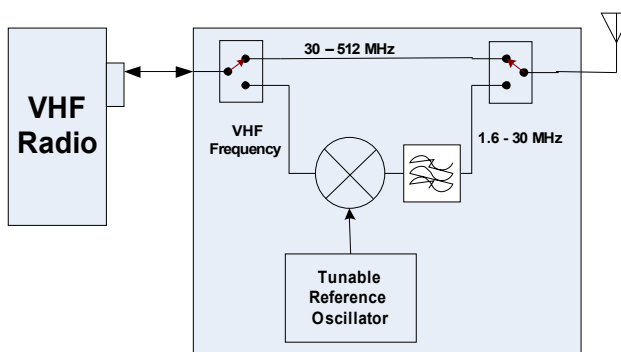 30 – 512 MHz
VHF
Radio
VHF
Frequency
1.6 - 30 MHz
Tunable
Reference
Oscillator